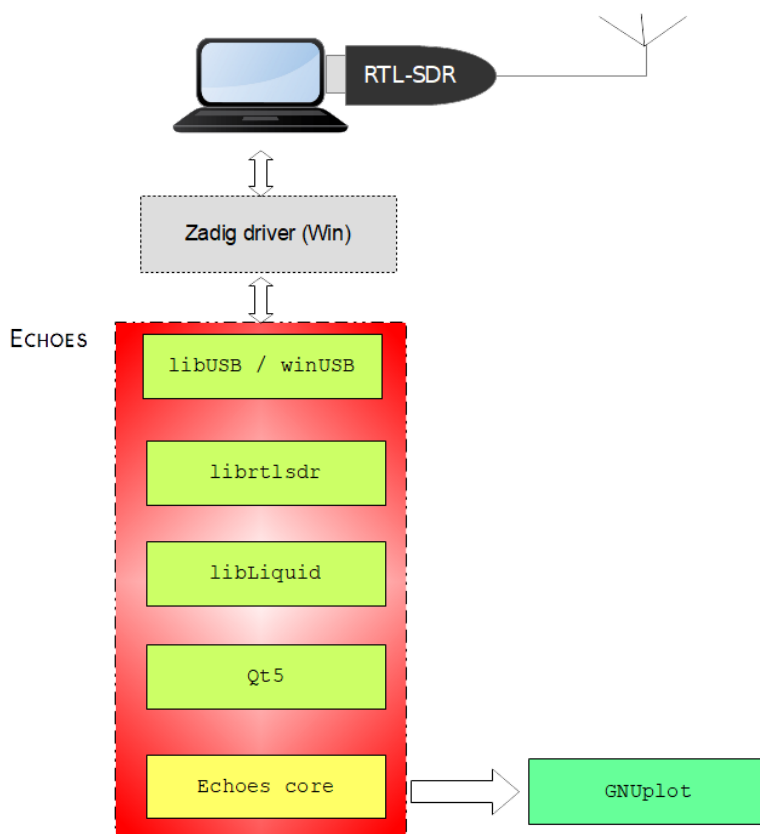 RTL-SDR
Zadig driver (Win)
ECHOES
libUSB / winUSB
librtlsdr
libLiquid
Qt5
Echoes core
GNUplot